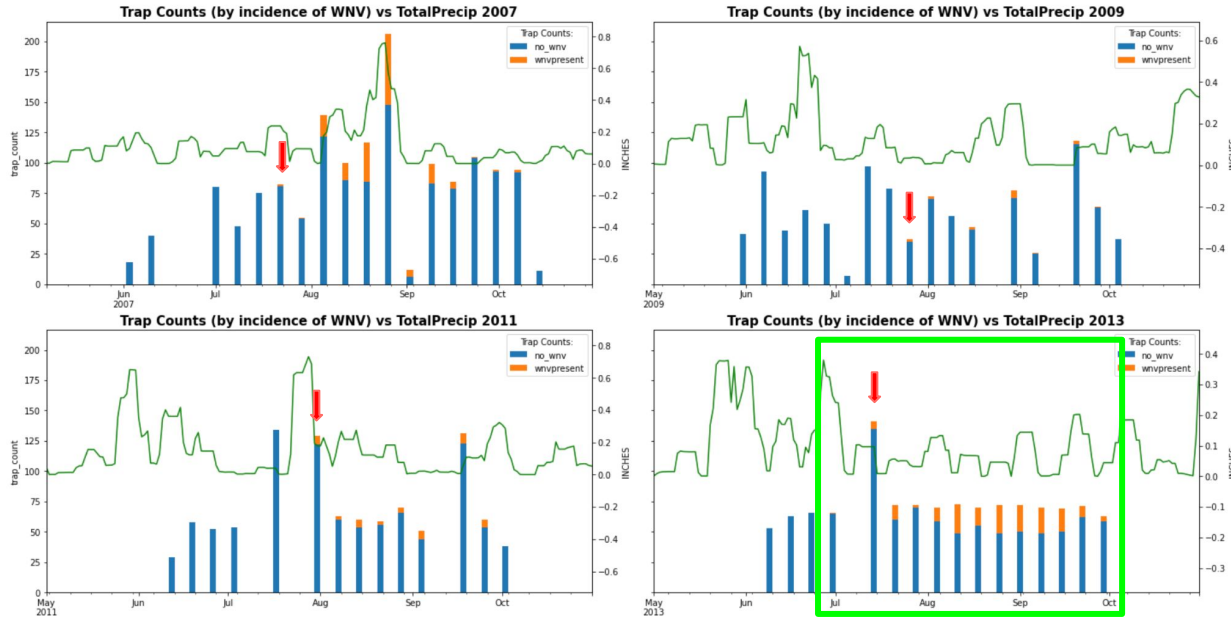 Trap Counts (by incidence of WNV) vs TotalPrecip 2007
Trap Counts:
no_wnv
wnvpresent
trap_count
200
175
150
125
100
75
50
25
0
0.8
0.6
0.4
0.2
0.0
−0.2
−0.4
−0.6
INCHES
Jun
2007
Jul
Aug
Sep
Oct
Trap Counts (by incidence of WNV) vs TotalPrecip 2009
Trap Counts:
no_wnv
wnvpresent
0.6
0.4
0.2
0.0
−0.2
−0.4
INCHES
May
2009
Jun
Jul
Aug
Sep
Oct
Trap Counts (by incidence of WNV) vs TotalPrecip 2011
Trap Counts:
no_wnv
wnvpresent
trap_count
200
175
150
125
100
75
50
25
0
0.8
0.6
0.4
0.2
0.0
−0.2
−0.4
−0.6
INCHES
May
2011
Jun
Jul
Aug
Sep
Oct
Trap Counts (by incidence of WNV) vs TotalPrecip 2013
Trap Counts:
no_wnv
wnvpresent
0.4
0.3
0.2
0.1
0.0
−0.1
−0.2
−0.3
INCHES
May
2013
Jun
Jul
Aug
Sep
Oct